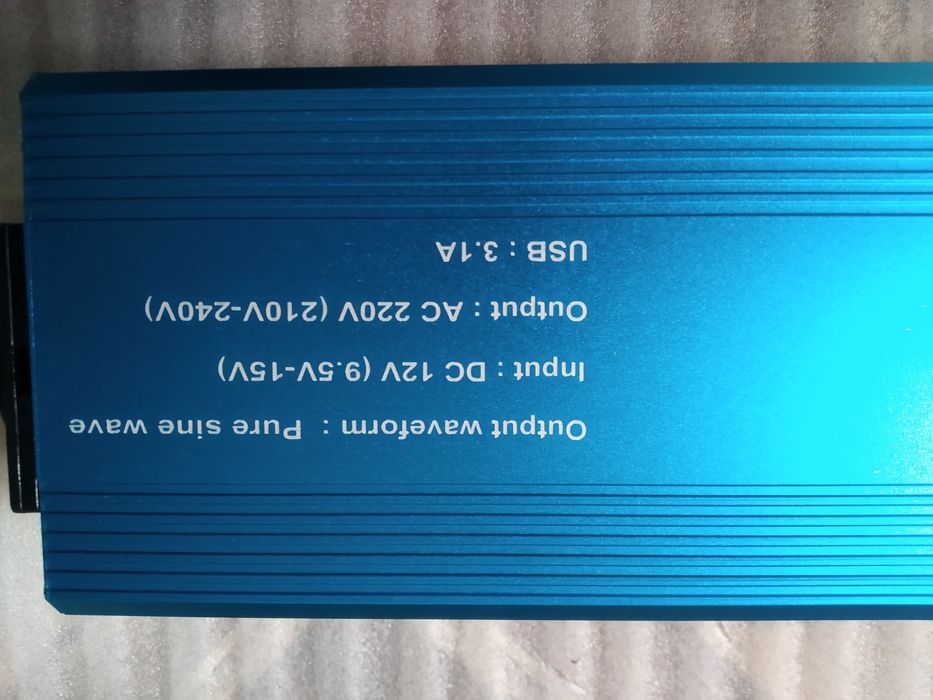 Output waveform : Pure sine wave
Input : DC 12V (9.5V-15V)
Output : AC 220V (210V-240V)
USB : 3.1A